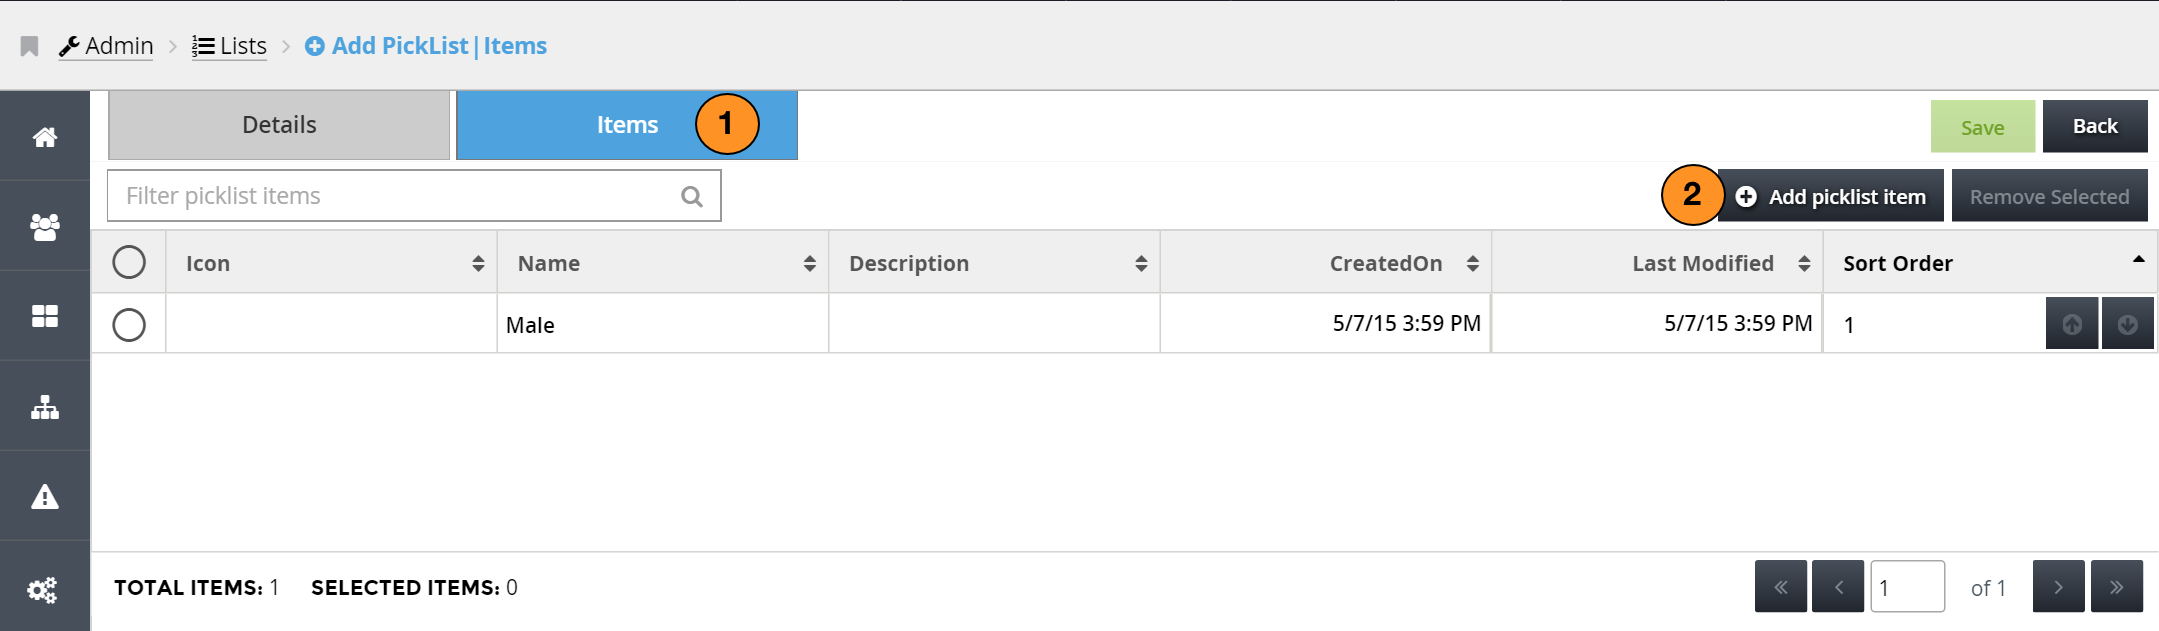 Admin > Lists > Add PickList|Items
Details Items 1 Save Back
Filter picklist items 2 Add picklist item Remove Selected
Icon Name Description CreatedOn Last Modified Sort Order
Male 5/7/15 3:59 PM 5/7/15 3:59 PM 1
TOTAL ITEMS: 1 SELECTED ITEMS: 0 « < 1 of 1 > »